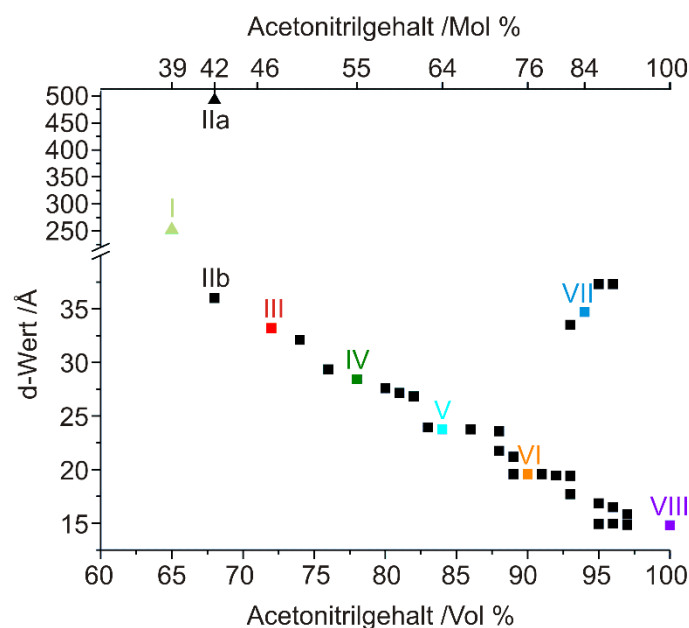 Acetonitrilgehalt /Mol %
39 42 46 55 64 76 84 100
500
450
400
350
300
250
35
30
25
20
15
d-Wert /Å
IIa
I
IIb
III
IV
V
VI
VII
VIII
60 65 70 75 80 85 90 95 100
Acetonitrilgehalt /Vol %